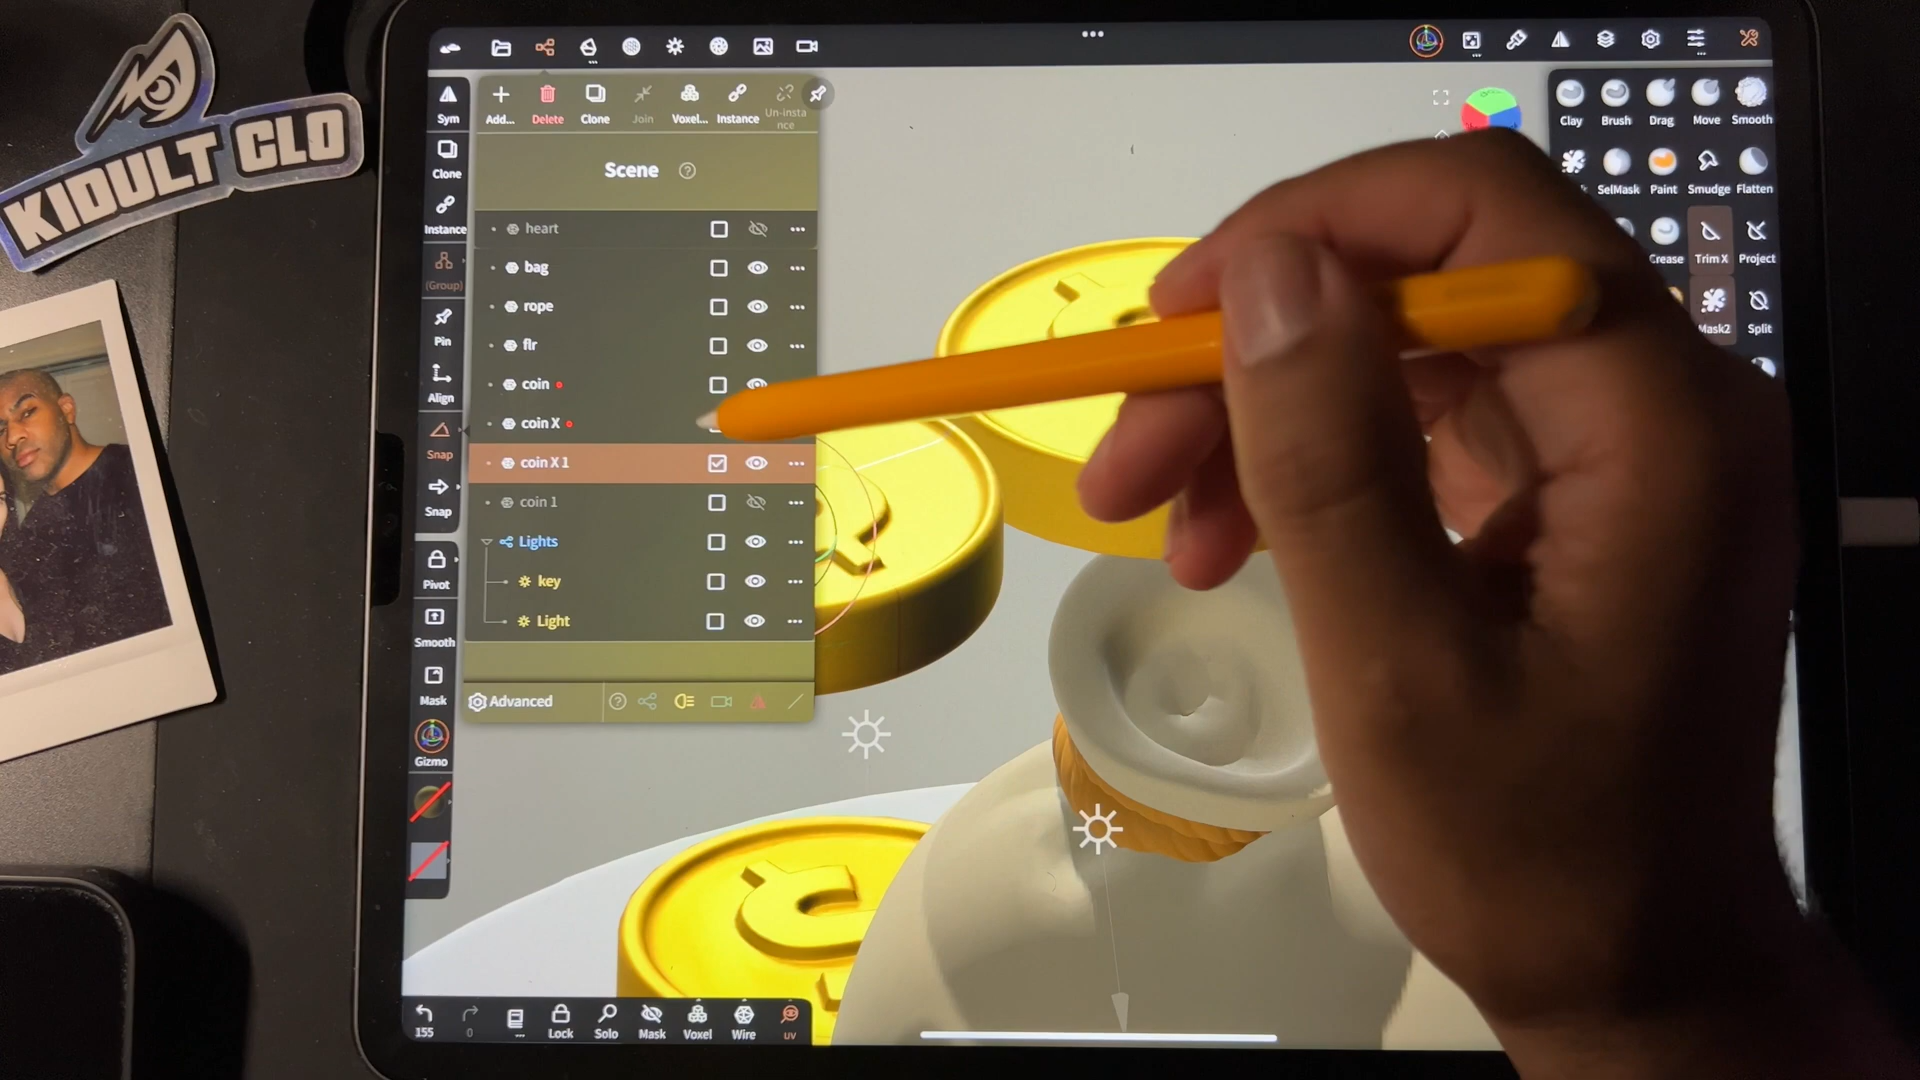 KIDULT CLO
Sym
Clone
Instance
(Group)
Pin
Align
Snap
Snap
Pivot
Smooth
Mask
Gizmo
Add...
Delete
Clone
Join
Voxel...
Instance
Un-insta
nce
Scene ?
heart
bag
rope
flr
coin
coin X
coin X 1
coin 1
Lights
key
Light
Advanced
?
Clay
Brush
Drag
Move
Smooth
SelMask
Paint
Smudge
Flatten
Crease
Trim X
Project
Mask2
Split
155
0
Lock
Solo
Mask
Voxel
Wire
uv